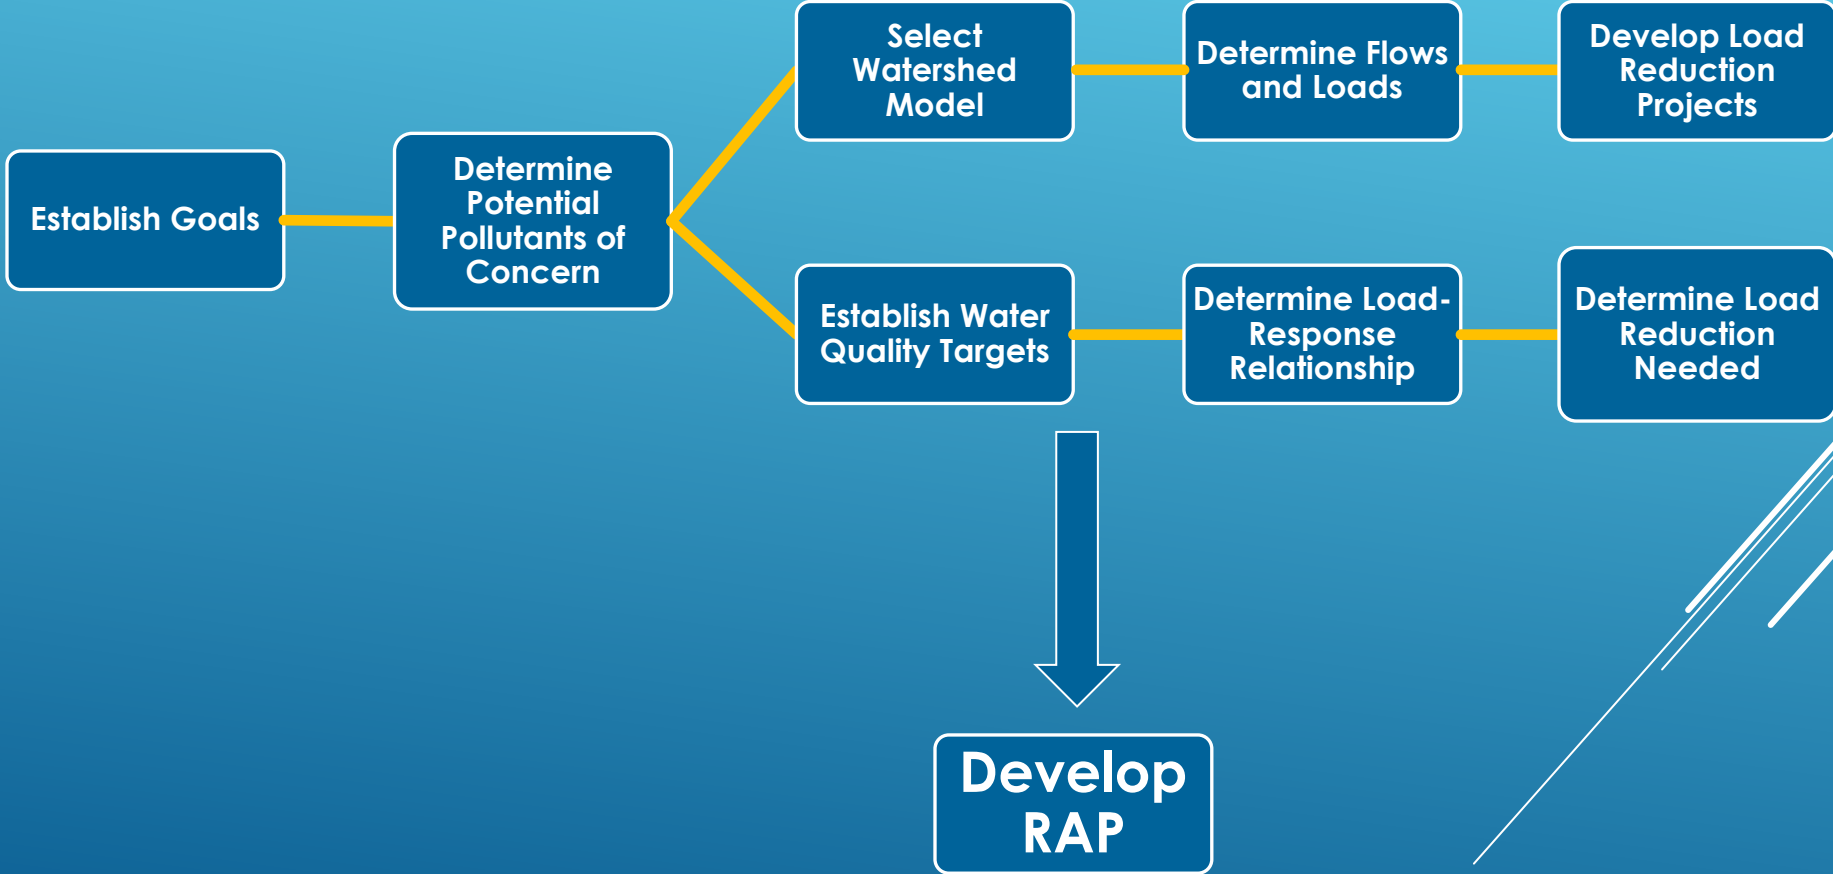 Establish Goals
Determine
Potential
Pollutants of
Concern
Select
Watershed
Model
Determine Flows
and Loads
Develop Load
Reduction
Projects
Establish Water
Quality Targets
Determine Load-
Response
Relationship
Determine Load
Reduction
Needed
Develop
RAP